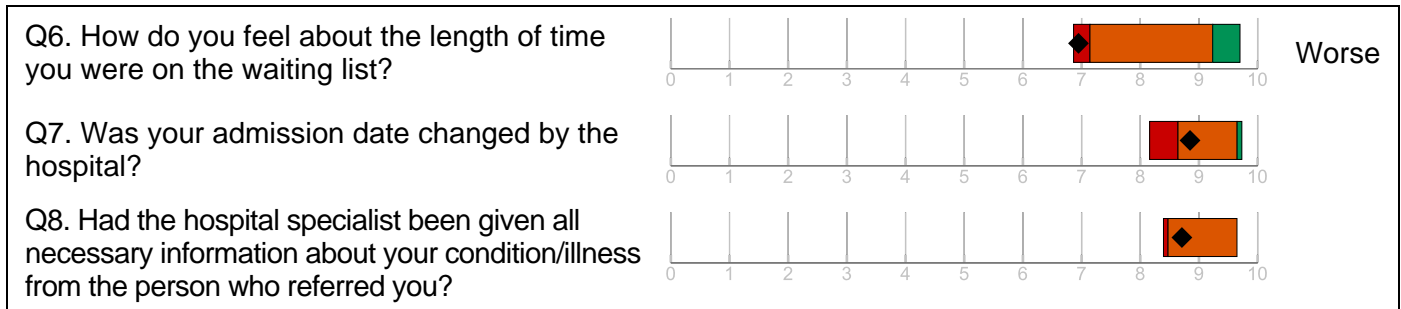 Q6. How do you feel about the length of time
you were on the waiting list?
0 1 2 3 4 5 6 7 8 9 10
Worse
Q7. Was your admission date changed by the
hospital?
0 1 2 3 4 5 6 7 8 9 10
Q8. Had the hospital specialist been given all
necessary information about your condition/illness
from the person who referred you?
0 1 2 3 4 5 6 7 8 9 10